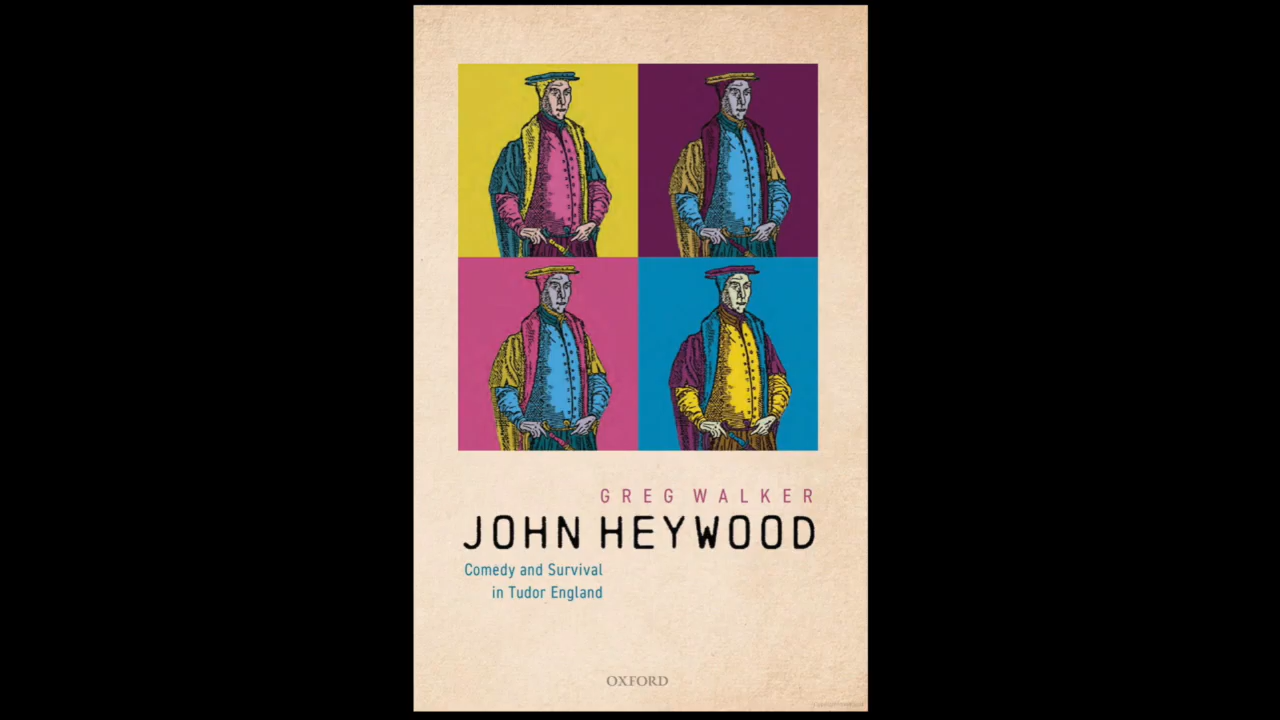 GREG WALKER
JOHN HEYWOOD
Comedy and Survival
in Tudor England
OXFORD